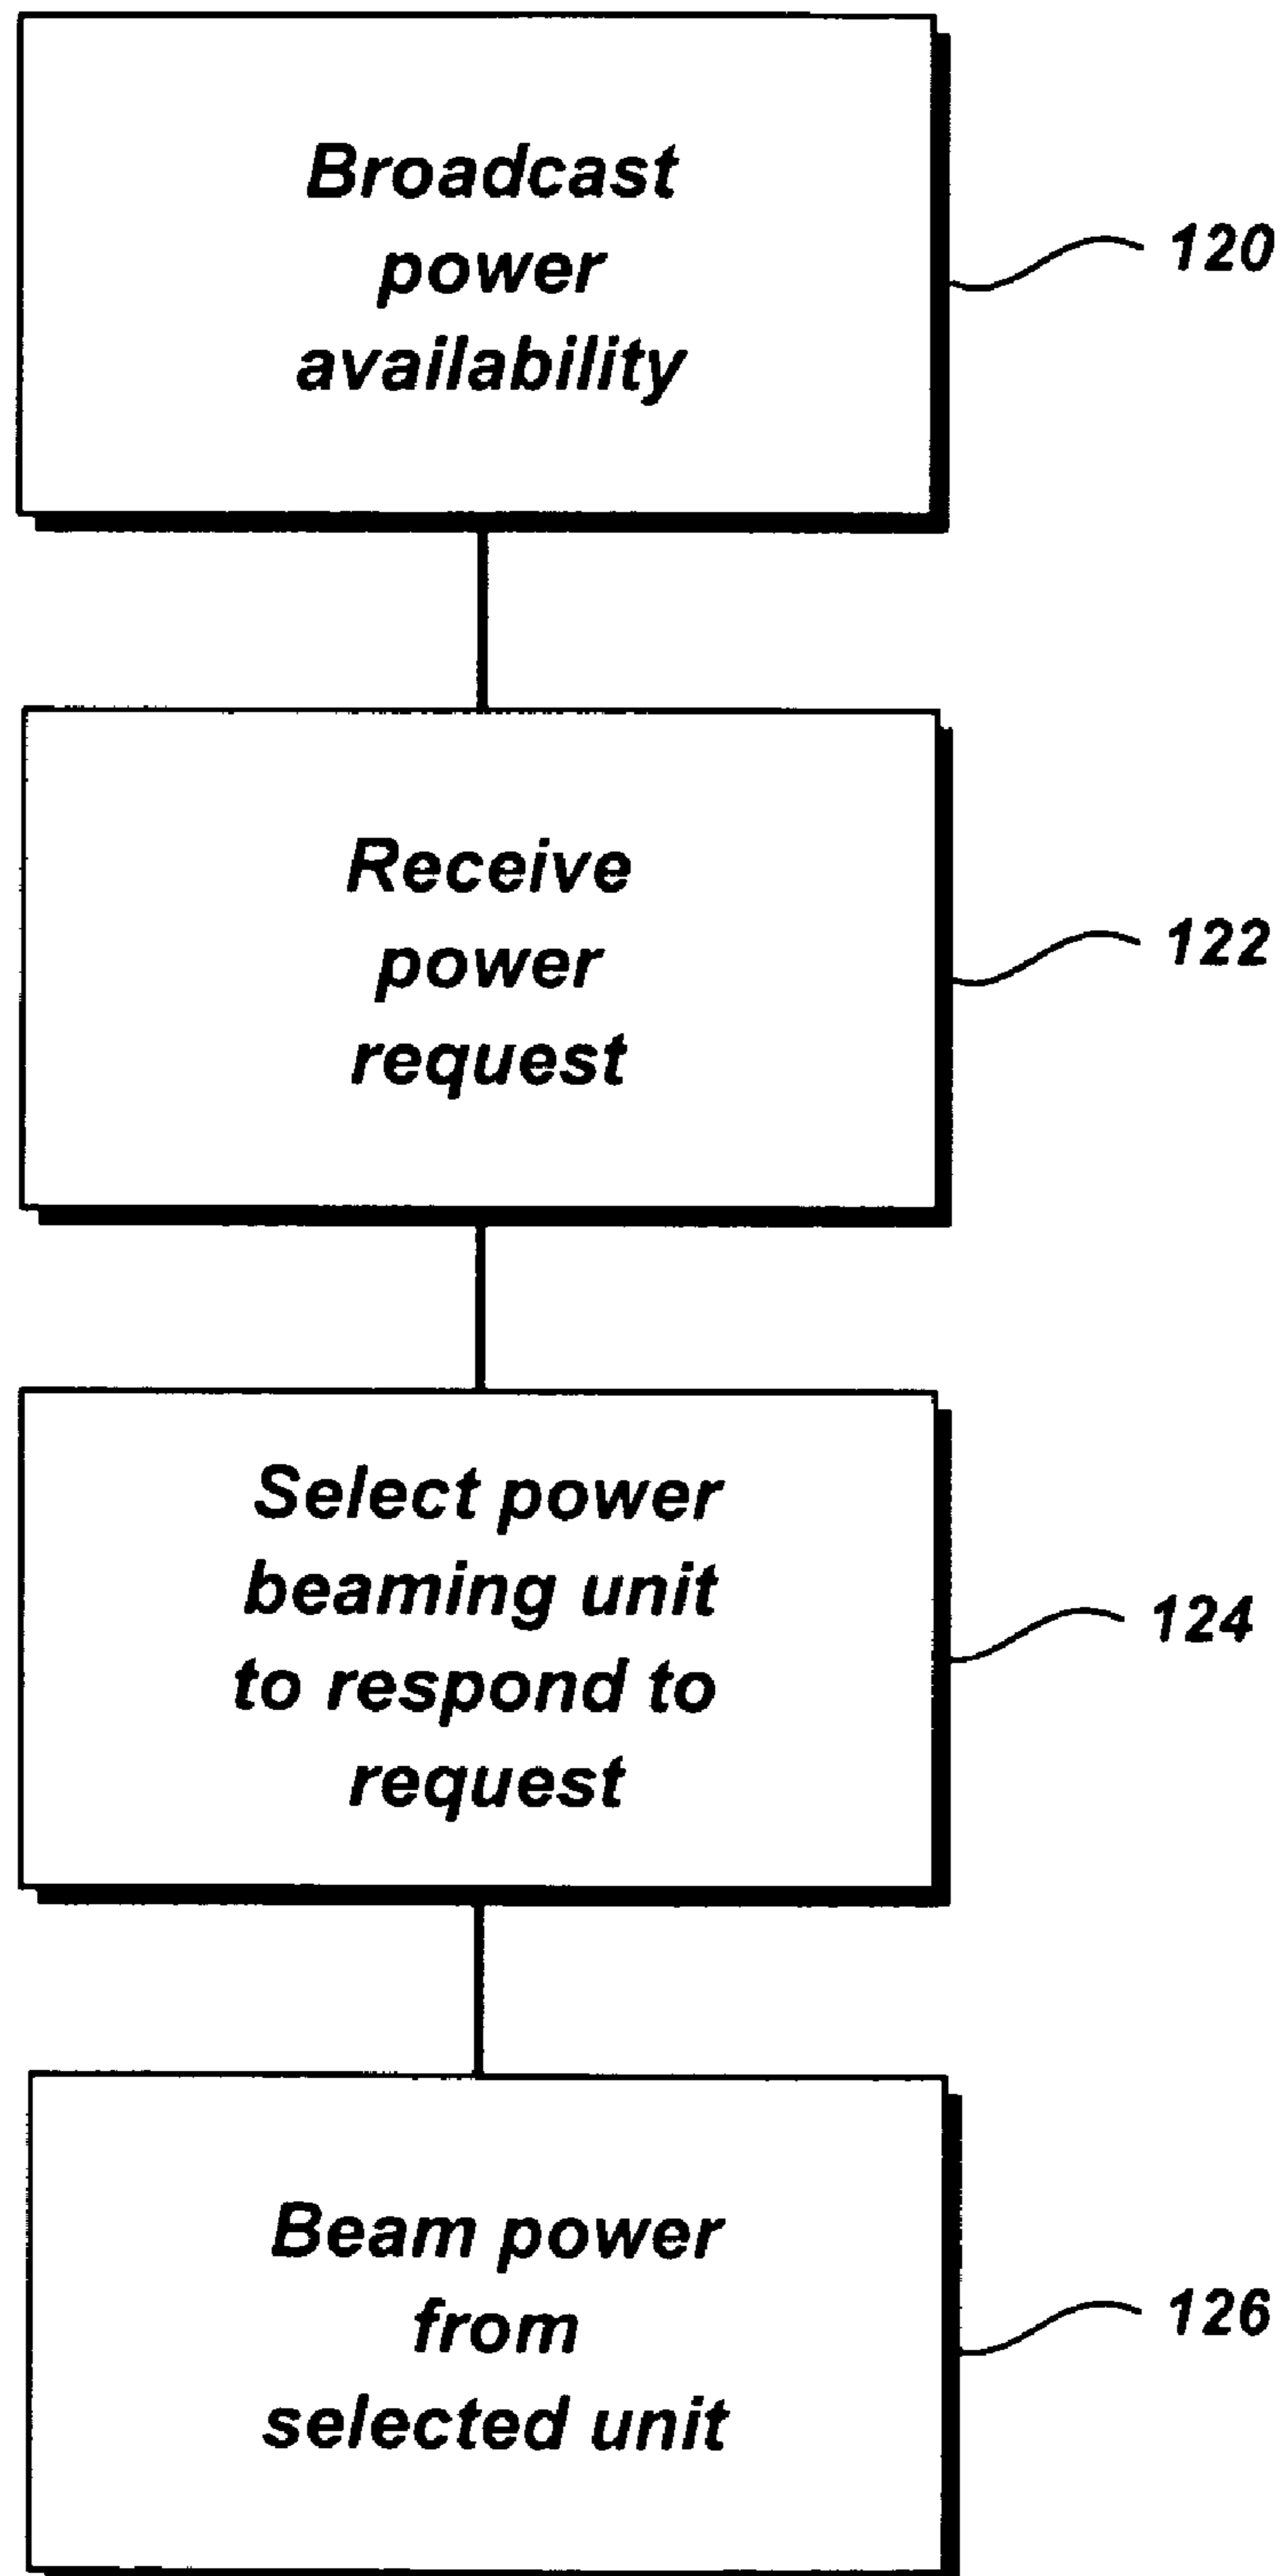 Broadcast
power
availability
120
Receive
power
request
122
Select power
beaming unit
to respond to
request
124
Beam power
from
selected unit
126